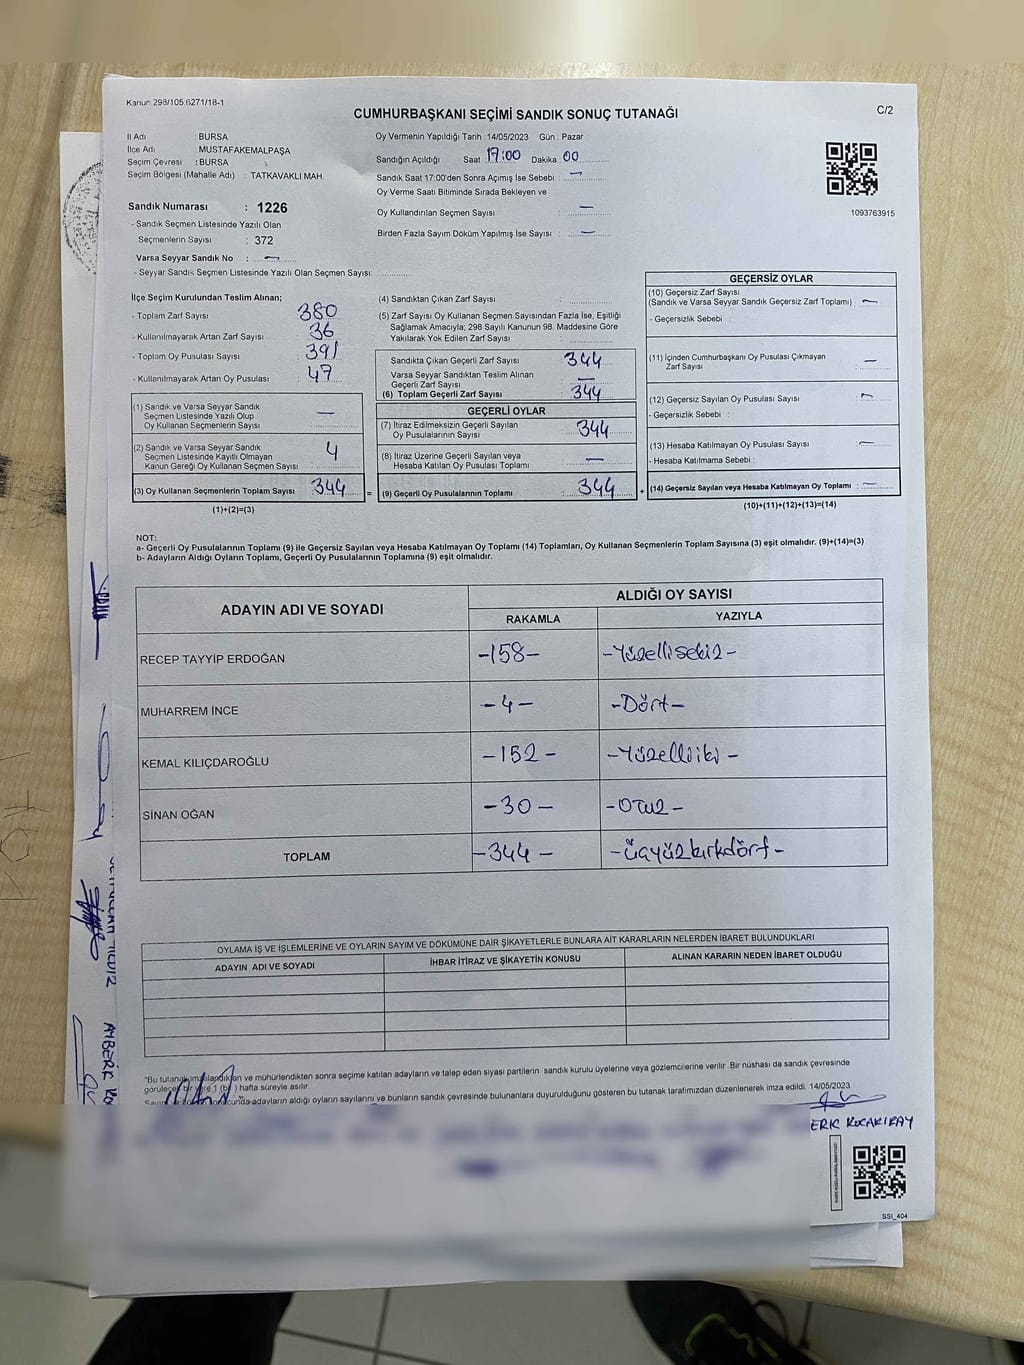 Kanun: 298/105;6271/18-1
CUMHURBAŞKANI SEÇİMİ SANDIK SONUÇ TUTANAĞI
C/2
İl Adı : BURSA
İlçe Adı : MUSTAFAKEMALPAŞA
Seçim Çevresi : BURSA
Seçim Bölgesi (Mahalle Adı) : TATKAVAKLI MAH.
Oy Vermenin Yapıldığı Tarih : 14/05/2023 Gün : Pazar
Sandığın Açıldığı Saat 17:00 Dakika 00
Sandık Saat 17:00'den Sonra Açımış İse Sebebi : —
Oy Verme Saati Bitiminde Sırada Bekleyen ve
Oy Kullandırılan Seçmen Sayısı : —
Birden Fazla Sayım Döküm Yapılmış İse Sayısı : —
1093763915
Sandık Numarası : 1226
- Sandık Seçmen Listesinde Yazılı Olan
Seçmenlerin Sayısı : 372
Varsa Seyyar Sandık No : —
- Seyyar Sandık Seçmen Listesinde Yazılı Olan Seçmen Sayısı:
İlçe Seçim Kurulundan Teslim Alınan;
- Toplam Zarf Sayısı : 380
- Kullanılmayarak Artan Zarf Sayısı : 36
- Toplam Oy Pusulası Sayısı : 391
- Kullanılmayarak Artan Oy Pusulası : 47
(1) Sandık ve Varsa Seyyar Sandık
Seçmen Listesinde Yazılı Olup
Oy Kullanan Seçmenlerin Sayısı : —
(2) Sandık ve Varsa Seyyar Sandık
Seçmen Listesinde Kayıtlı Olmayan
Kanun Gereği Oy Kullanan Seçmen Sayısı : 4
(3) Oy Kullanan Seçmenlerin Toplam Sayısı : 344
(1)+(2)=(3)
(4) Sandıktan Çıkan Zarf Sayısı :
(5) Zarf Sayısı Oy Kullanan Seçmen Sayısından Fazla İse, Eşitliği
Sağlamak Amacıyla; 298 Sayılı Kanunun 98. Maddesine Göre
Yakılarak Yok Edilen Zarf Sayısı :
Sandıkta Çıkan Geçerli Zarf Sayısı : 344
Varsa Seyyar Sandıktan Teslim Alınan
Geçerli Zarf Sayısı : —
(6) Toplam Geçerli Zarf Sayısı : 344
GEÇERLİ OYLAR
(7) İtiraz Edilmeksizin Geçerli Sayılan
Oy Pusulalarının Sayısı : 344
(8) İtiraz Üzerine Geçerli Sayılan veya
Hesaba Katılan Oy Pusulası Toplamı : —
= (9) Geçerli Oy Pusulalarının Toplamı : 344 +
GEÇERSİZ OYLAR
(10) Geçersiz Zarf Sayısı
(Sandık ve Varsa Seyyar Sandık Geçersiz Zarf Toplamı) : —
- Geçersizlik Sebebi :
(11) İçinden Cumhurbaşkanı Oy Pusulası Çıkmayan
Zarf Sayısı : —
(12) Geçersiz Sayılan Oy Pusulası Sayısı : —
- Geçersizlik Sebebi :
(13) Hesaba Katılmayan Oy Pusulası Sayısı : —
- Hesaba Katılmama Sebebi :
(14) Geçersiz Sayılan veya Hesaba Katılmayan Oy Toplamı : —
(10)+(11)+(12)+(13)=(14)
NOT:
a- Geçerli Oy Pusulalarının Toplamı (9) ile Geçersiz Sayılan veya Hesaba Katılmayan Oy Toplamı (14) Toplamları, Oy Kullanan Seçmenlerin Toplam Sayısına (3) eşit olmalıdır. (9)+(14)=(3)
b- Adayların Aldığı Oyların Toplamı, Geçerli Oy Pusulalarının Toplamına (9) eşit olmalıdır.
ADAYIN ADI VE SOYADI
ALDIĞI OY SAYISI
RAKAMLA YAZIYLA
RECEP TAYYİP ERDOĞAN -158- -Yüzellisekiz-
MUHARREM İNCE -4- -Dört-
KEMAL KILIÇDAROĞLU -152- -Yüzelliiki-
SİNAN OĞAN -30- -Otuz-
TOPLAM -344- -üçyüzkırkdört-
OYLAMA İŞ VE İŞLEMLERİNE VE OYLARIN SAYIM VE DÖKÜMÜNE DAİR ŞİKAYETLERLE BUNLARA AİT KARARLARIN NELERDEN İBARET BULUNDUKLARI
ADAYIN ADI VE SOYADI İHBAR İTİRAZ VE ŞİKAYETİN KONUSU ALINAN KARARIN NEDEN İBARET OLDUĞU
*Bu tutanak imzalandıktan ve mühürlendikten sonra seçime katılan adayların ve talep eden siyasi partilerin sandık kurulu üyelerine veya gözlemcilerine verilir. Bir nüshası da sandık çevresinde
görülecek bir yere 1 (bir) hafta süreyle asılır.
adayların aldığı oyların sayılarını ve bunların sandık çevresinde bulunanlara duyurulduğunu gösteren bu tutanak tarafımızdan düzenlenerek imza edildi. 14/05/2023
ERK KOCAKIRAY
SSİ_404
AYBERK